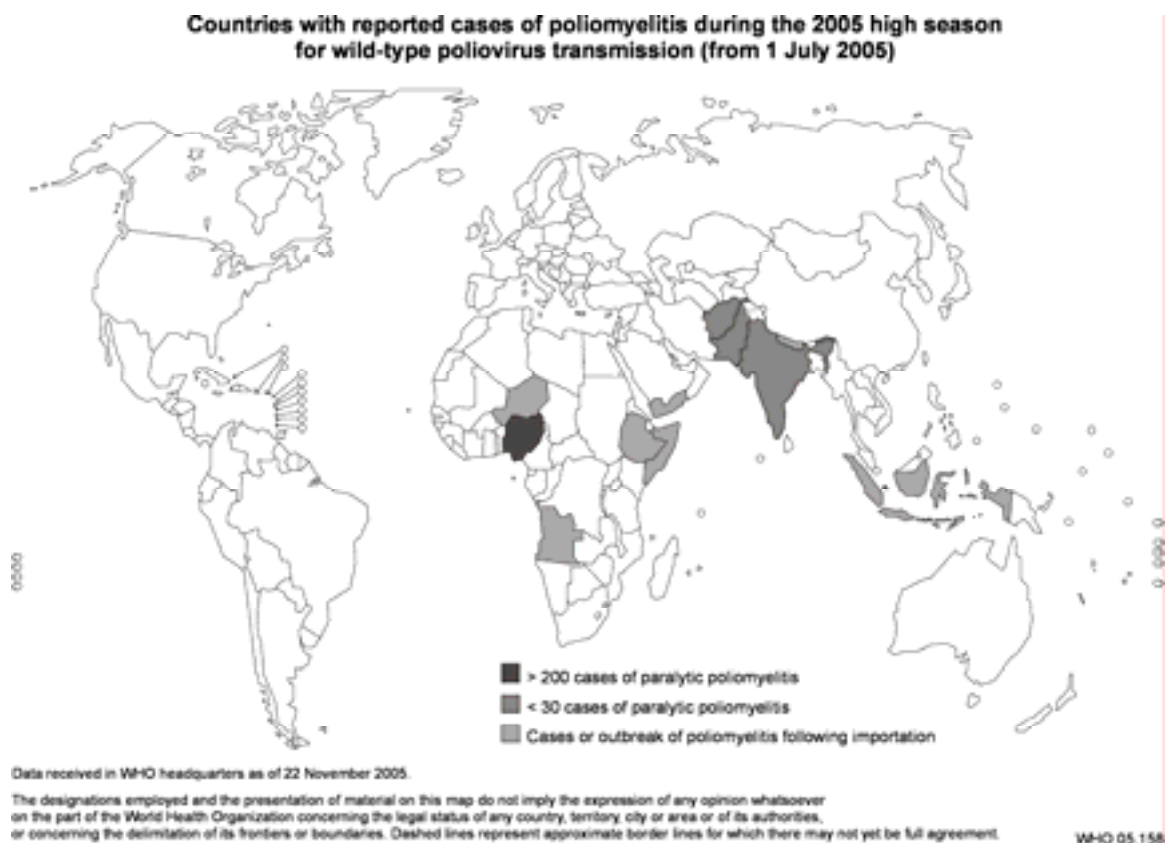 Countries with reported cases of poliomyelitis during the 2005 high season
for wild-type poliovirus transmission (from 1 July 2005)
> 200 cases of paralytic poliomyelitis
< 30 cases of paralytic poliomyelitis
Cases or outbreak of poliomyelitis following importation
Data received in WHO headquarters as of 22 November 2005.
The designations employed and the presentation of material on this map do not imply the expression of any opinion whatsoever
on the part of the World Health Organization concerning the legal status of any country, territory, city or area or of its authorities,
or concerning the delimitation of its frontiers or boundaries. Dashed lines represent approximate border lines for which there may not yet be full agreement.
WHO 05.158